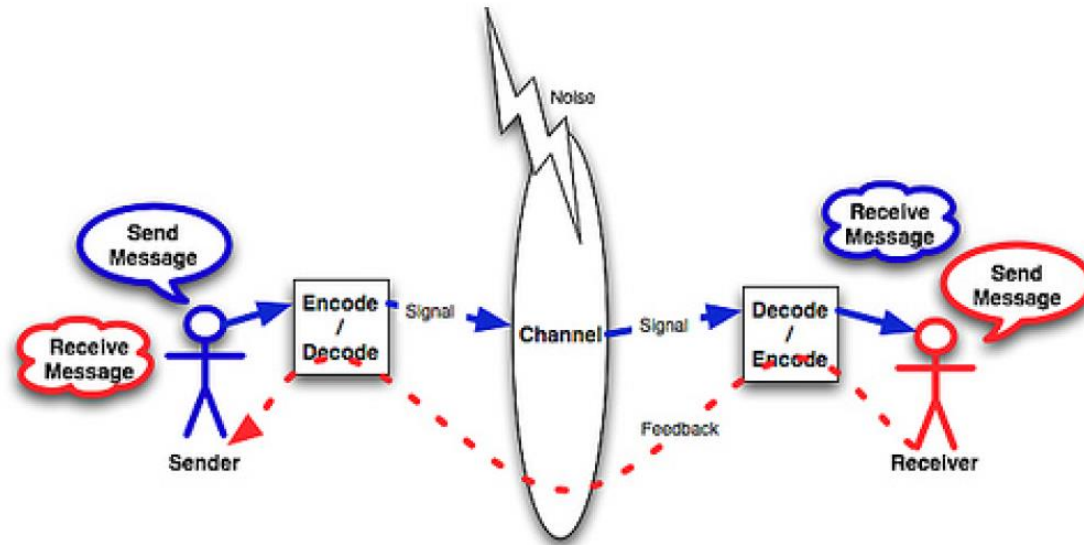 Noise
Send
Message
Receive
Message
Receive
Message
Send
Message
Encode
/
Decode
Signal
Channel
Signal
Decode
/
Encode
Feedback
Sender
Receiver